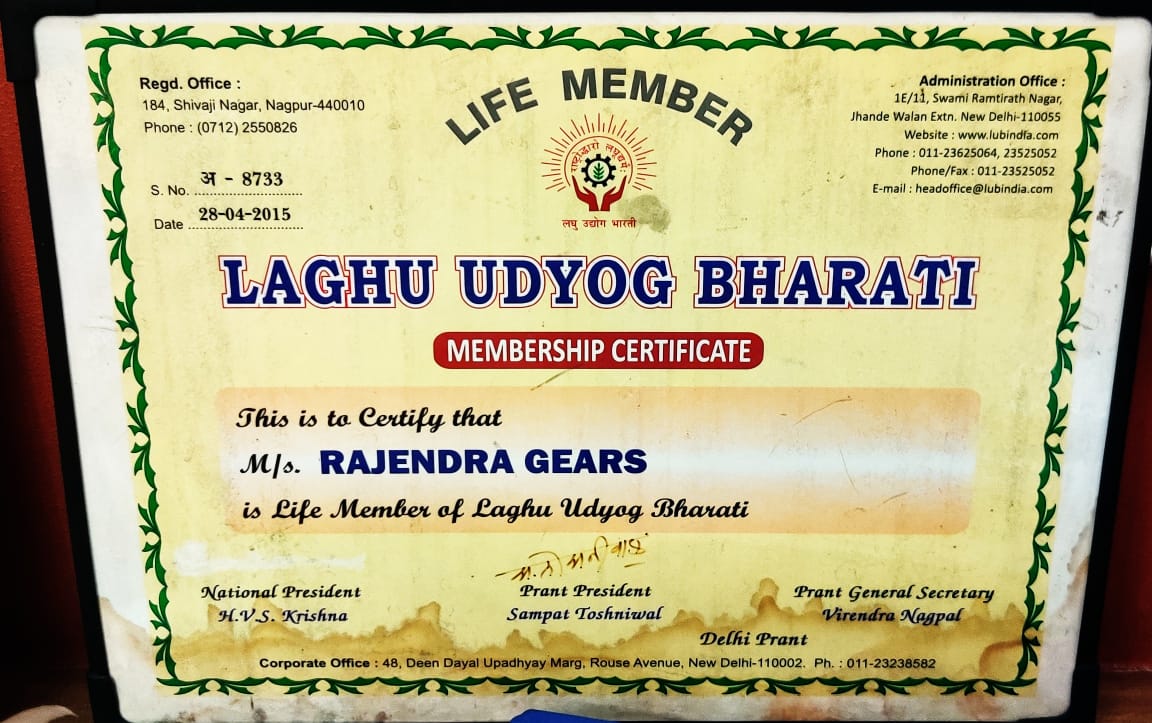 Regd. Office :
184, Shivaji Nagar, Nagpur-440010
Phone : (0712) 2550826
S. No. अ - 8733
Date 28-04-2015
LIFE MEMBER
राष्ट्रोद्धारो लघूद्यमैः
लघु उद्योग भारती
Administration Office :
1E/11, Swami Ramtirath Nagar,
Jhande Walan Extn. New Delhi-110055
Website : www.lubindia.com
Phone : 011-23625064, 23525052
Phone/Fax : 011-23525052
E-mail : headoffice@lubindia.com
LAGHU UDYOG BHARATI
MEMBERSHIP CERTIFICATE
This is to Certify that
M/s. RAJENDRA GEARS
is Life Member of Laghu Udyog Bharati
National President
H.V.S. Krishna
Prant President
Sampat Toshniwal
Prant General Secretary
Virendra Nagpal
Delhi Prant
Corporate Office : 48, Deen Dayal Upadhyay Marg, Rouse Avenue, New Delhi-110002. Ph. : 011-23238582